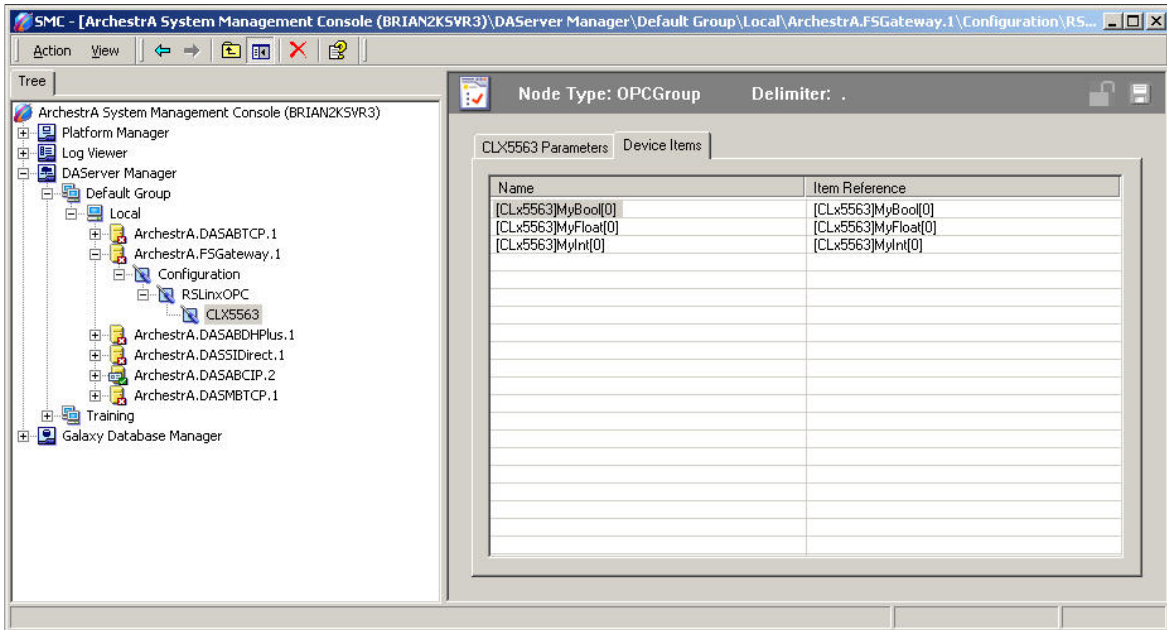 SMC - [ArchestrA System Management Console (BRIAN2K5VR3)\DAServer Manager\Default Group\Local\ArchestrA.FSGateway.1\Configuration\RS...
Action View
Tree
ArchestrA System Management Console (BRIAN2K5VR3)
Platform Manager
Log Viewer
DAServer Manager
Default Group
Local
ArchestrA.DASABTCP.1
ArchestrA.FSGateway.1
Configuration
RSLinxOPC
CLX5563
ArchestrA.DASABDHPlus.1
ArchestrA.DASSIDirect.1
ArchestrA.DASABCIP.2
ArchestrA.DASMBTCP.1
Training
Galaxy Database Manager
Node Type: OPCGroup Delimiter: .
CLX5563 Parameters Device Items
Name Item Reference
[CLx5563]MyBool[0] [CLx5563]MyBool[0]
[CLx5563]MyFloat[0] [CLx5563]MyFloat[0]
[CLx5563]MyInt[0] [CLx5563]MyInt[0]